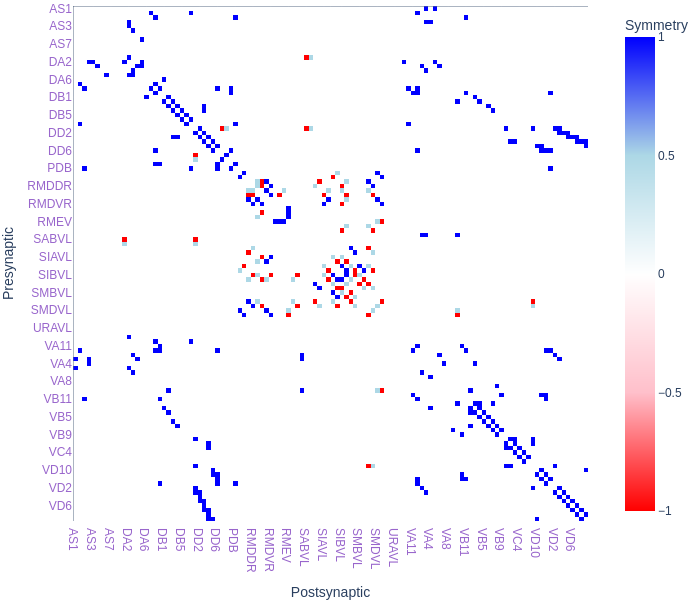 Symmetry
1
0.5
0
−0.5
−1
Presynaptic
AS1
AS3
AS7
DA2
DA6
DB1
DB5
DD2
DD6
PDB
RMDDR
RMDVR
RMEV
SABVL
SIAVL
SIBVL
SMBVL
SMDVL
URAVL
VA11
VA4
VA8
VB11
VB5
VB9
VC4
VD10
VD2
VD6
AS1
AS3
AS7
DA2
DA6
DB1
DB5
DD2
DD6
PDB
RMDDR
RMDVR
RMEV
SABVL
SIAVL
SIBVL
SMBVL
SMDVL
URAVL
VA11
VA4
VA8
VB11
VB5
VB9
VC4
VD10
VD2
VD6
Postsynaptic